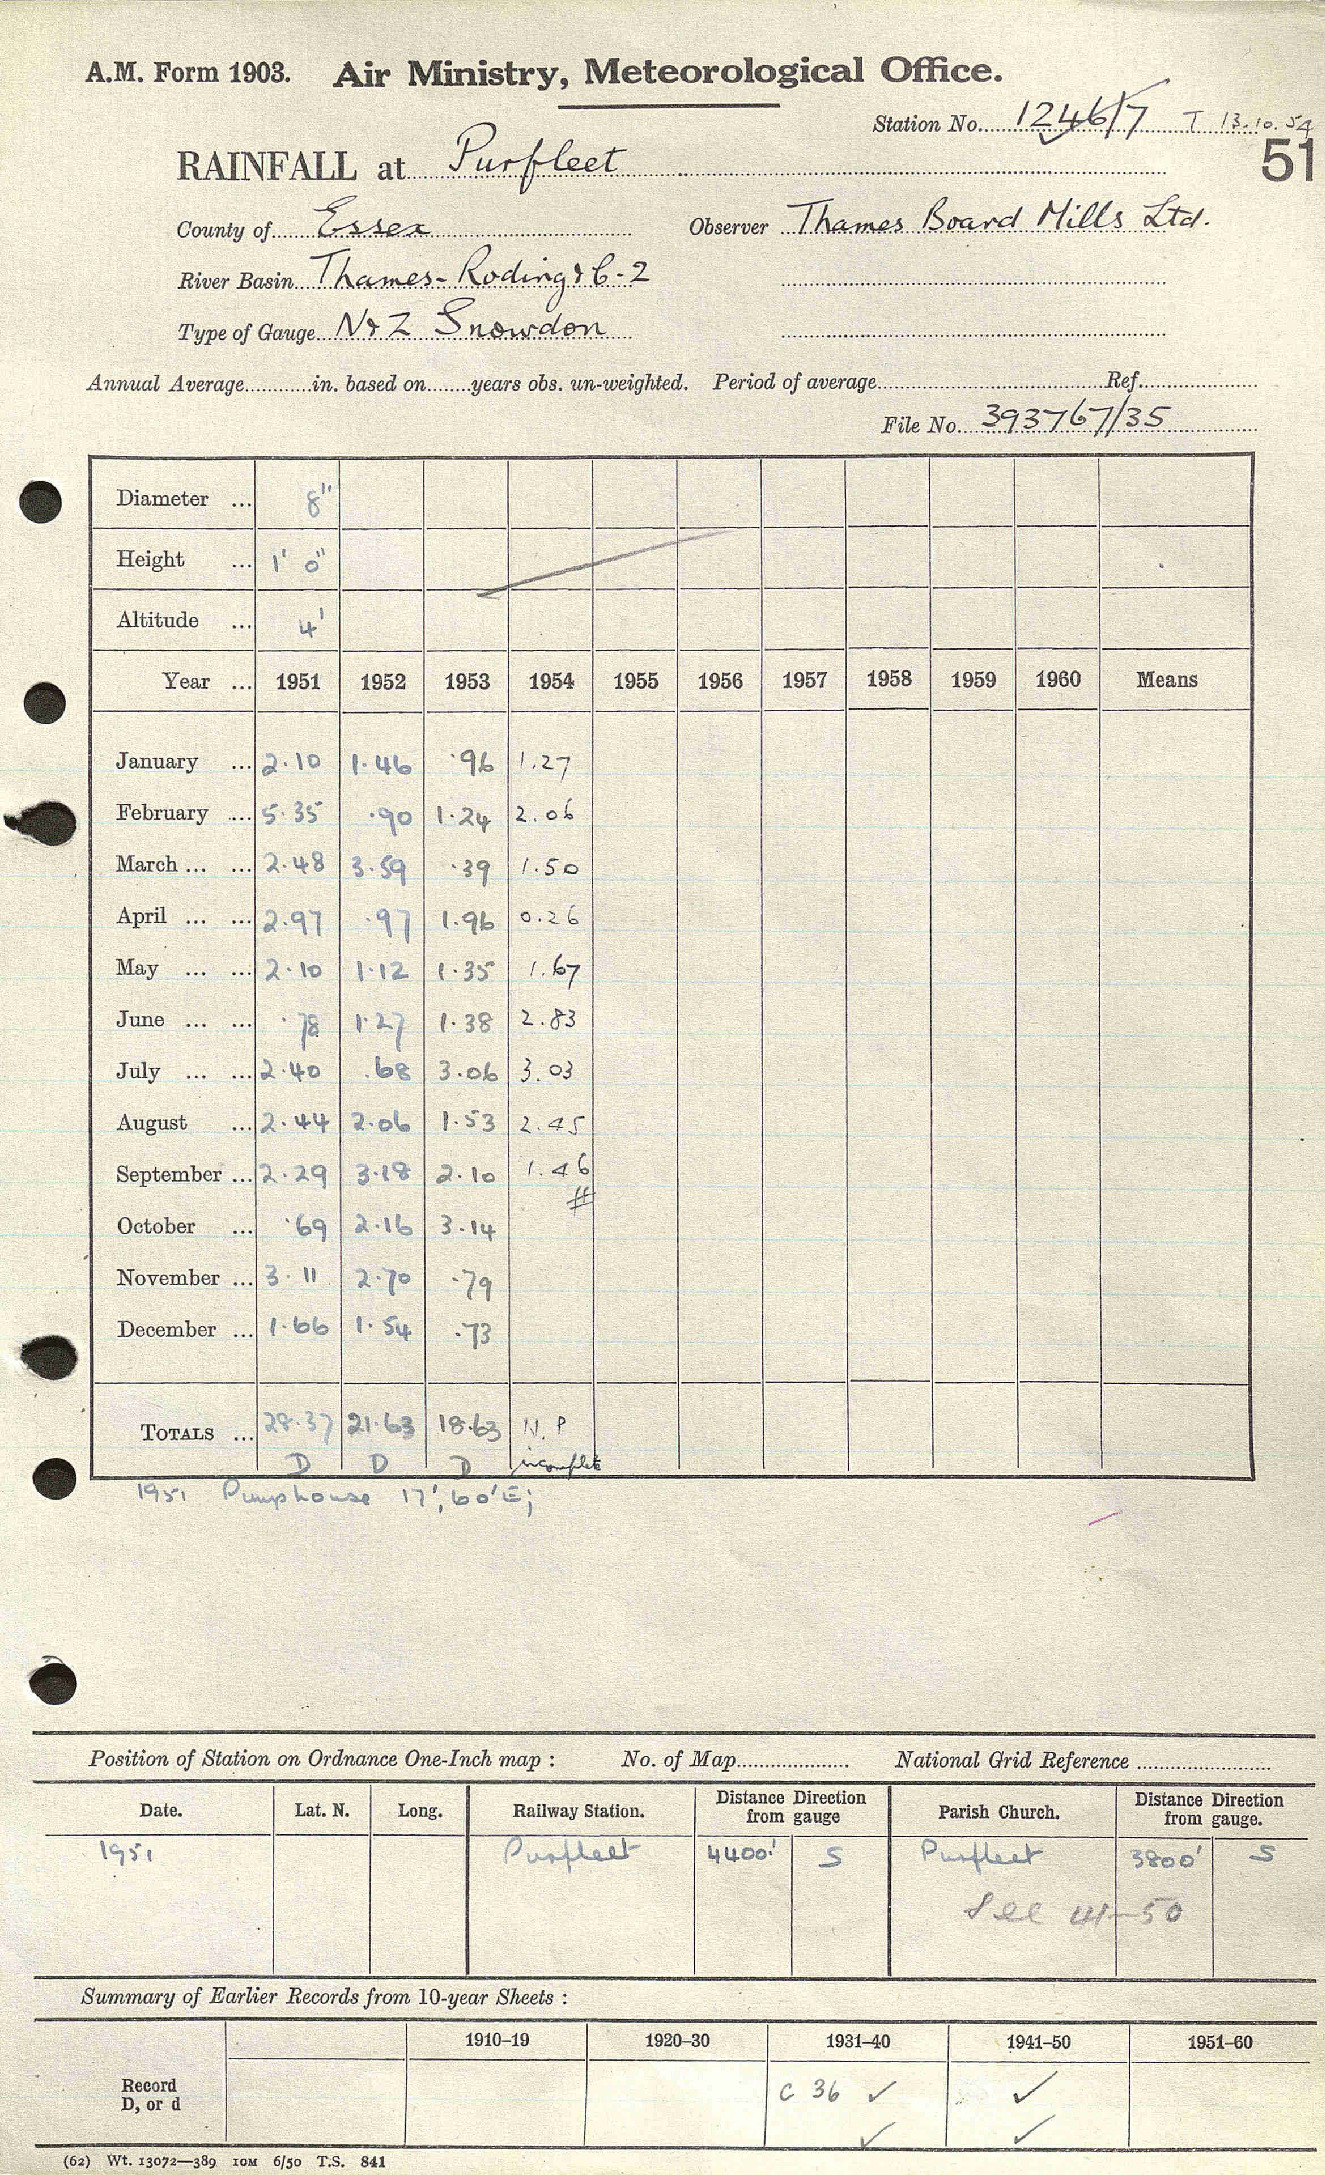 A.M. Form 1903. Air Ministry, Meteorological Office.
Station No. 1246/7 T 13.10.54
51
RAINFALL at Purfleet
County of Essex Observer Thames Board Mills Ltd.
River Basin Thames-Roding & C-2
Type of Gauge N&Z Snowdon
Annual Average in. based on years obs. un-weighted. Period of average Ref.
File No. 393767/35
Diameter ... 8"
Height ... 1' 0"
Altitude ... 4'
Year ... 1951 1952 1953 1954 1955 1956 1957 1958 1959 1960 Means
January ... 2.10 1.46 .96 1.27
February ... 5.35 .90 1.24 2.06
March ... ... 2.48 3.59 .39 1.50
April ... ... 2.97 .97 1.96 0.26
May ... ... 2.10 1.12 1.35 1.67
June ... ... .78 1.27 1.38 2.83
July ... ... 2.40 .68 3.06 3.03
August ... 2.44 2.06 1.53 2.45
September ... 2.29 3.18 2.10 1.46
#
October ... .69 2.16 3.14
November ... 3.11 2.70 .79
December ... 1.66 1.54 .73
TOTALS ... 28.37 21.63 18.63 N.P
D D D incomplete
1951 Pumphouse 17', 60'E;
Position of Station on Ordnance One-Inch map : No. of Map National Grid Reference
Date. Lat. N. Long. Railway Station. Distance Direction from gauge Parish Church. Distance Direction from gauge.
1951 Purfleet 4400' S Purfleet 3800' S
See 41-50
Summary of Earlier Records from 10-year Sheets :
1910-19 1920-30 1931-40 1941-50 1951-60
Record D, or d C 36 ✓ ✓
✓ ✓
(62) Wt. 13072—389 10M 6/50 T.S. 841